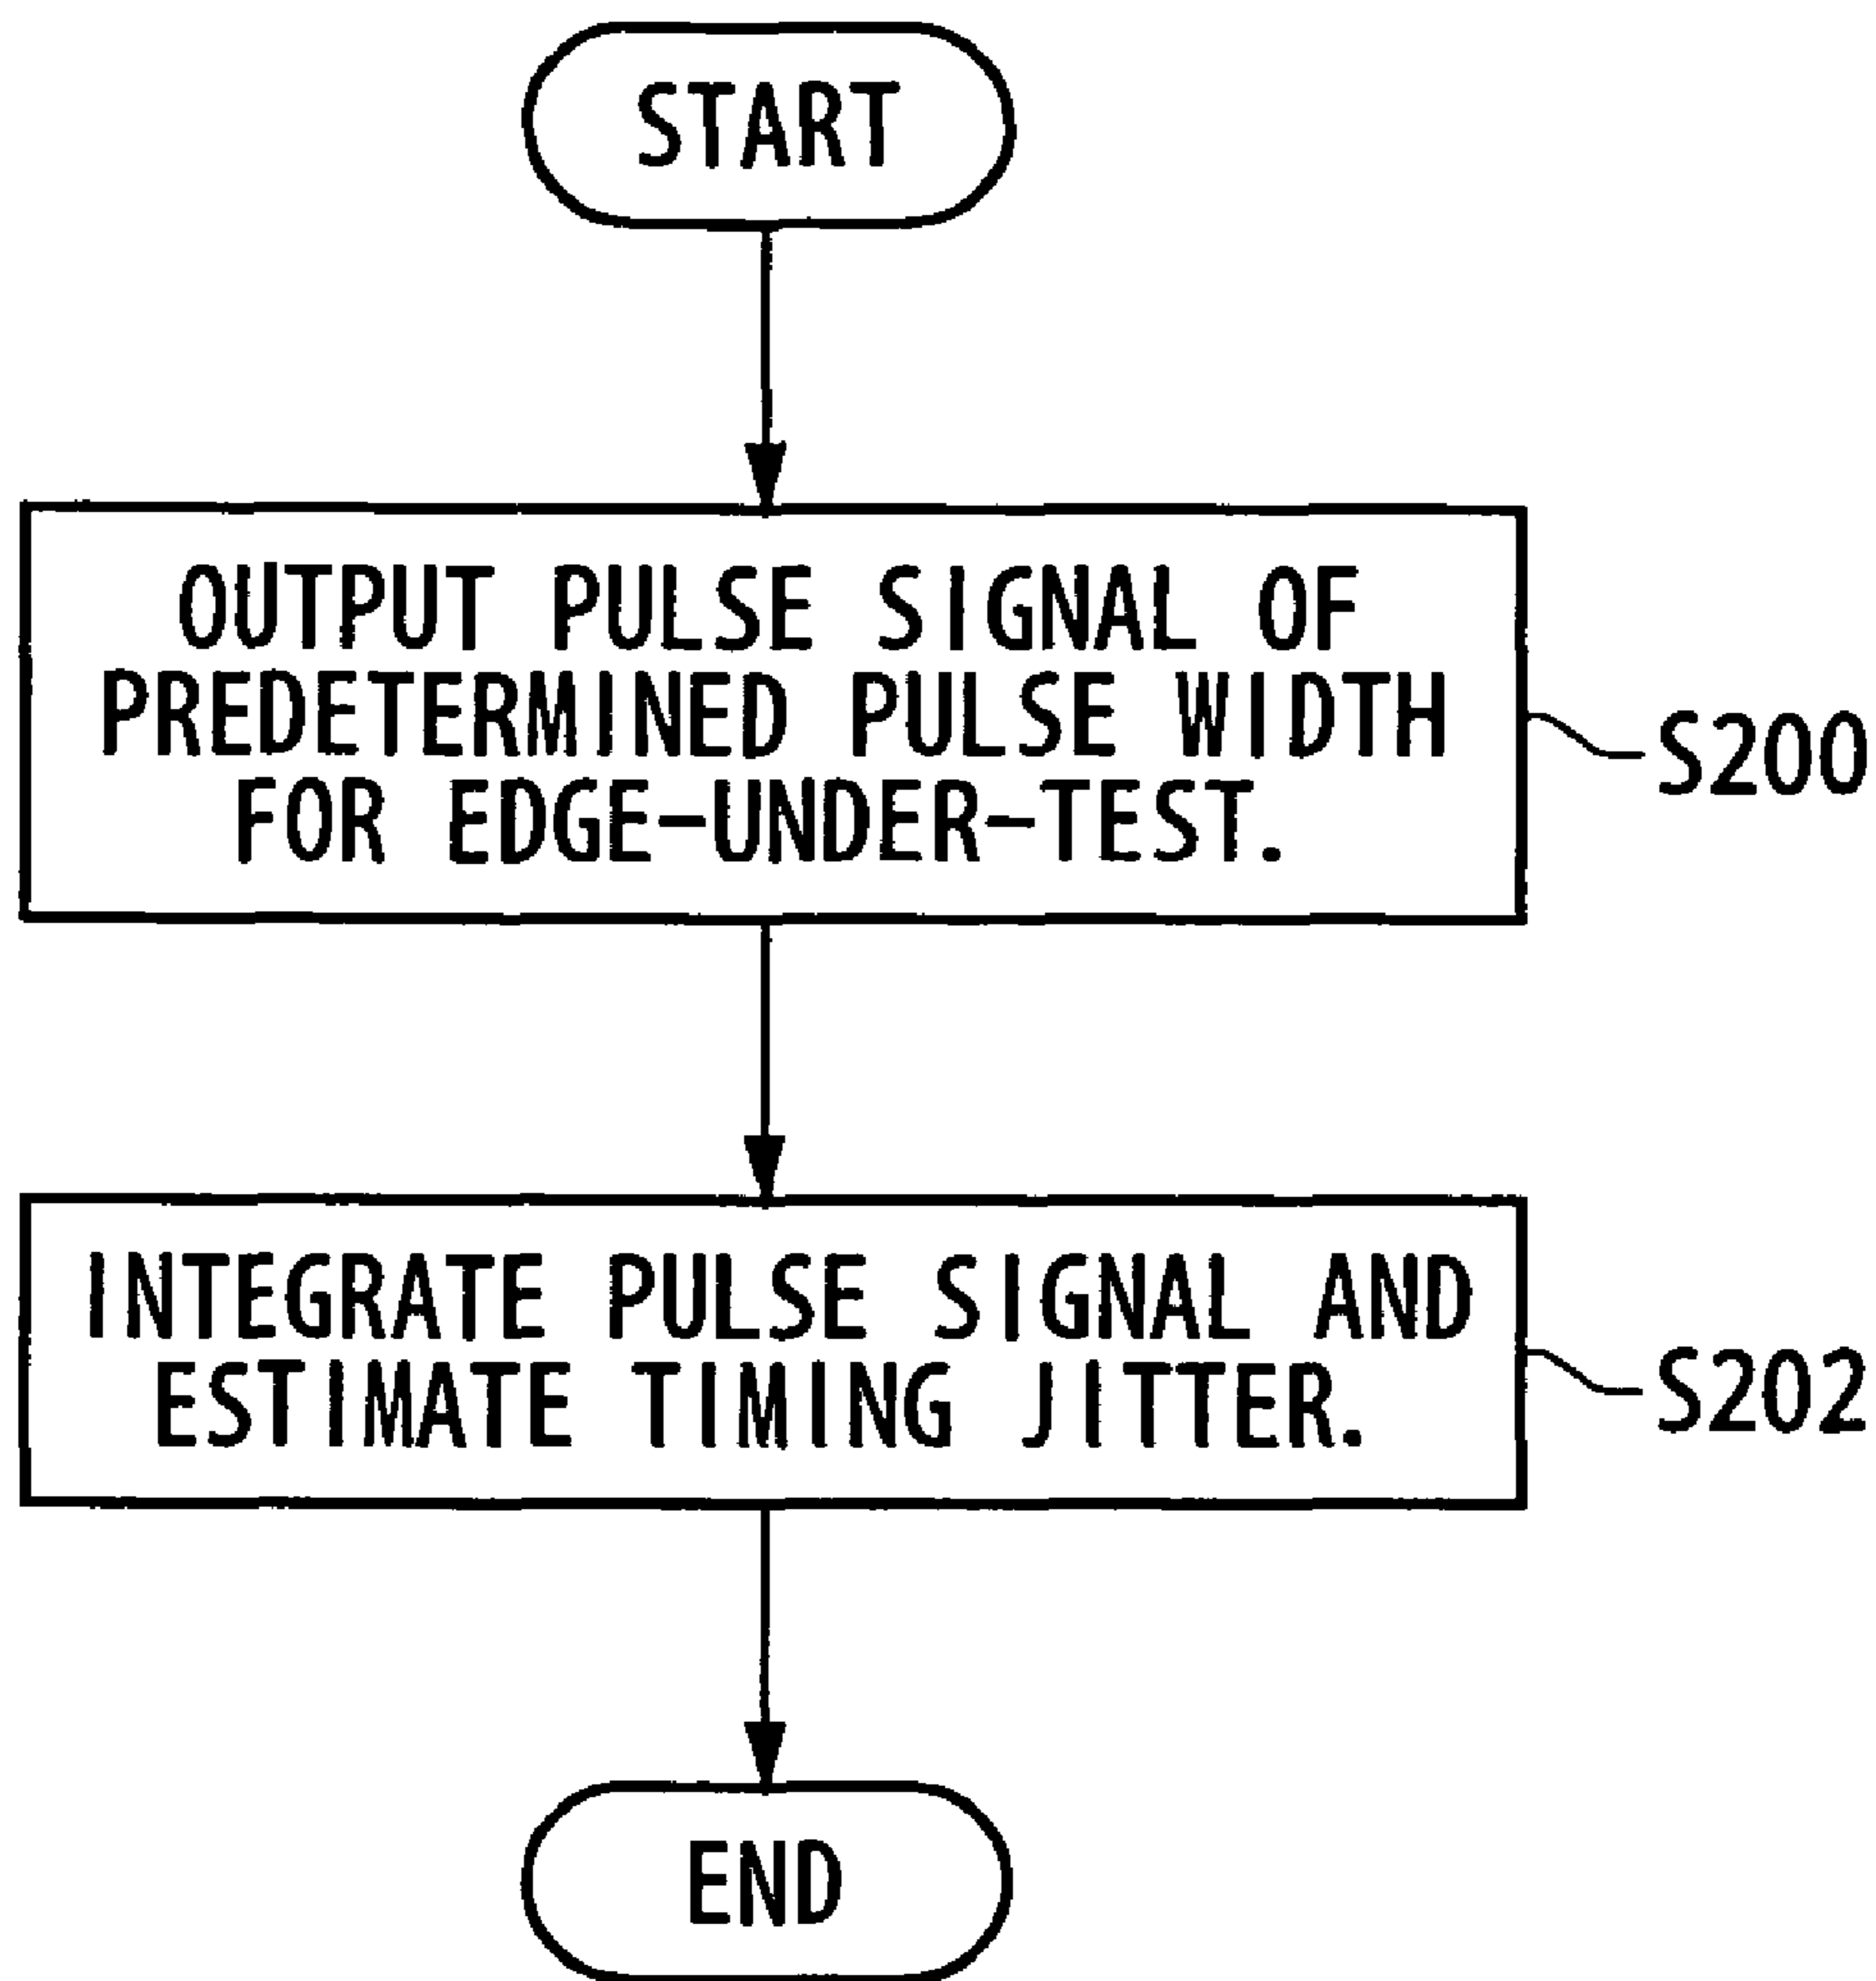 START
OUTPUT PULSE SIGNAL OF
PREDETERMINED PULSE WIDTH
FOR EDGE-UNDER-TEST.
S200
INTEGRATE PULSE SIGNAL AND
ESTIMATE TIMING JITTER.
S202
END